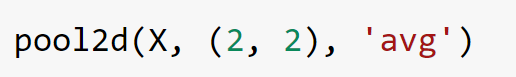 pool2d(X, (2, 2), 'avg')